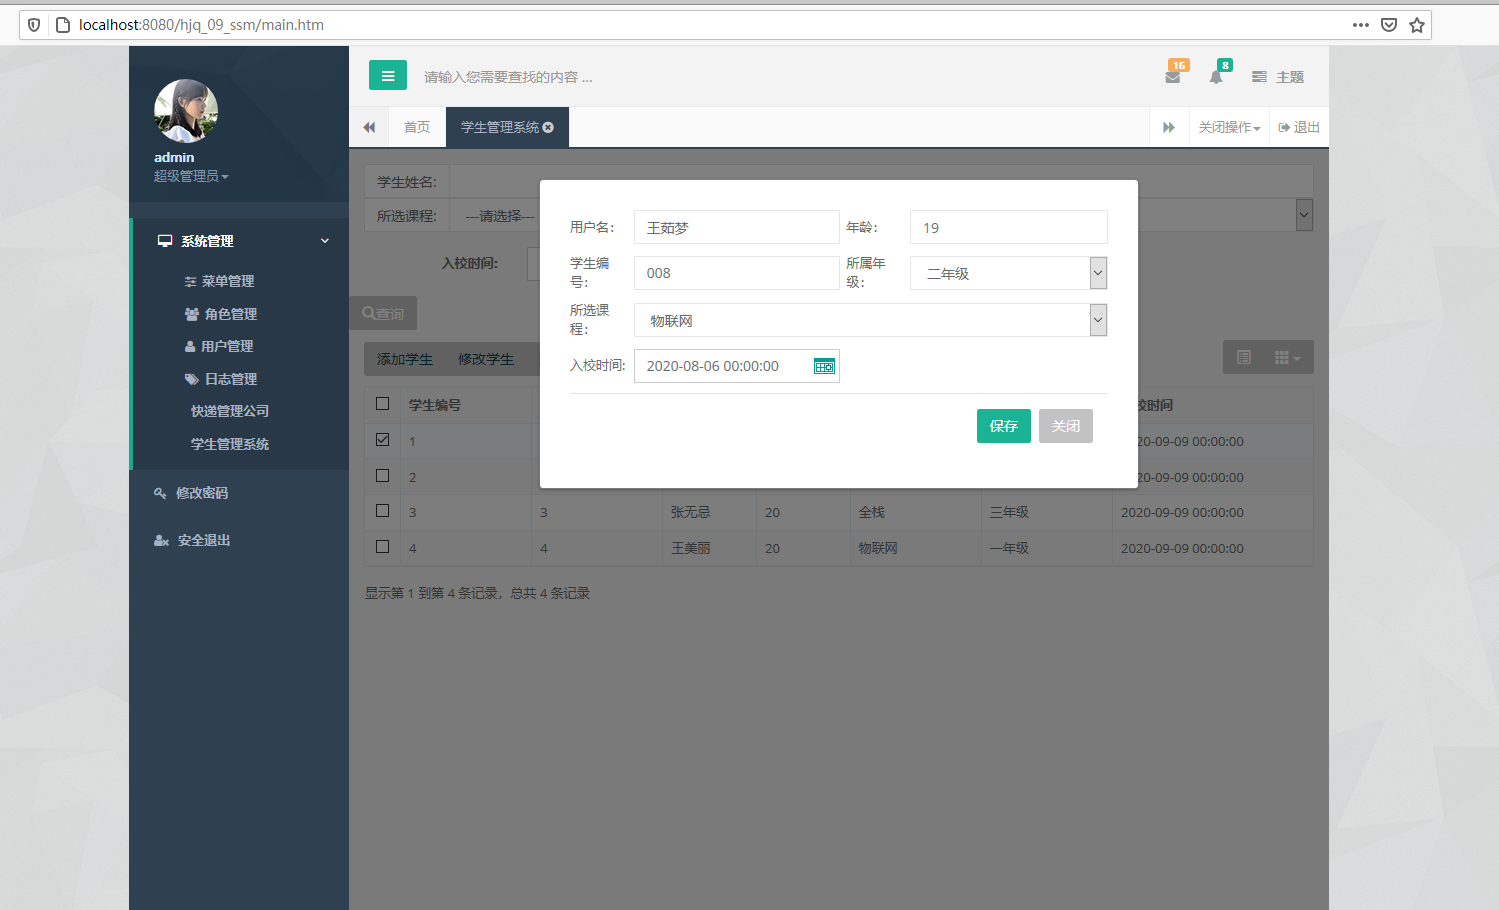 localhost:8080/hjq_09_ssm/main.htm
admin
超级管理员
系统管理
菜单管理
角色管理
用户管理
日志管理
快递管理公司
学生管理系统
修改密码
安全退出
请输入您需要查找的内容 ...
16
8
主题
首页
学生管理系统
关闭操作
退出
学生姓名:
所选课程:
---请选择---
入校时间:
查询
添加学生
修改学生
用户名:
王茹梦
年龄:
19
学生编号:
008
所属年级:
二年级
所选课程:
物联网
入校时间:
2020-08-06 00:00:00
保存
关闭
学生编号
校时间
1
20-09-09 00:00:00
2
20-09-09 00:00:00
3 3 张无忌 20 全栈 三年级 2020-09-09 00:00:00
4 4 王美丽 20 物联网 一年级 2020-09-09 00:00:00
显示第 1 到第 4 条记录，总共 4 条记录